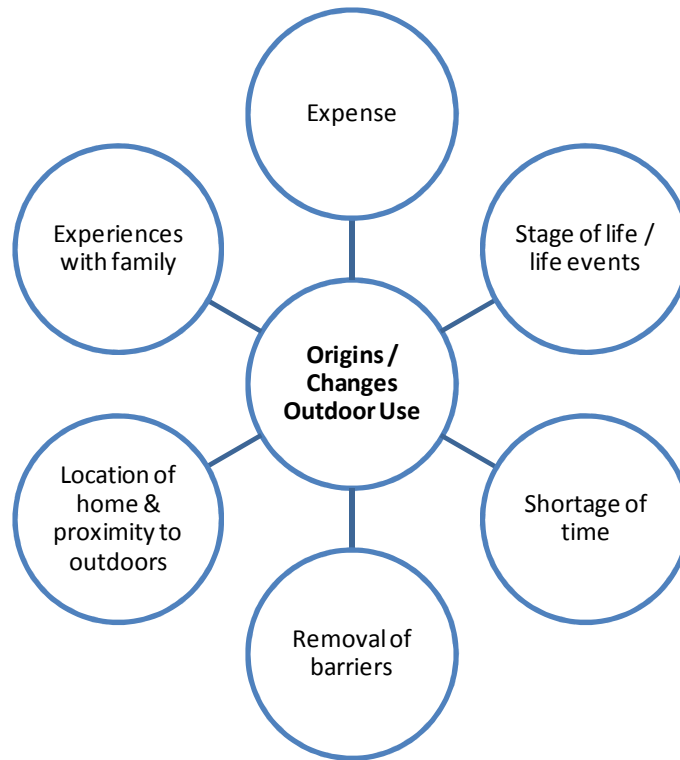 Expense
Experiences
with family
Stage of life /
life events
Origins /
Changes
Outdoor Use
Location of
home &
proximity to
outdoors
Shortage of
time
Removal of
barriers